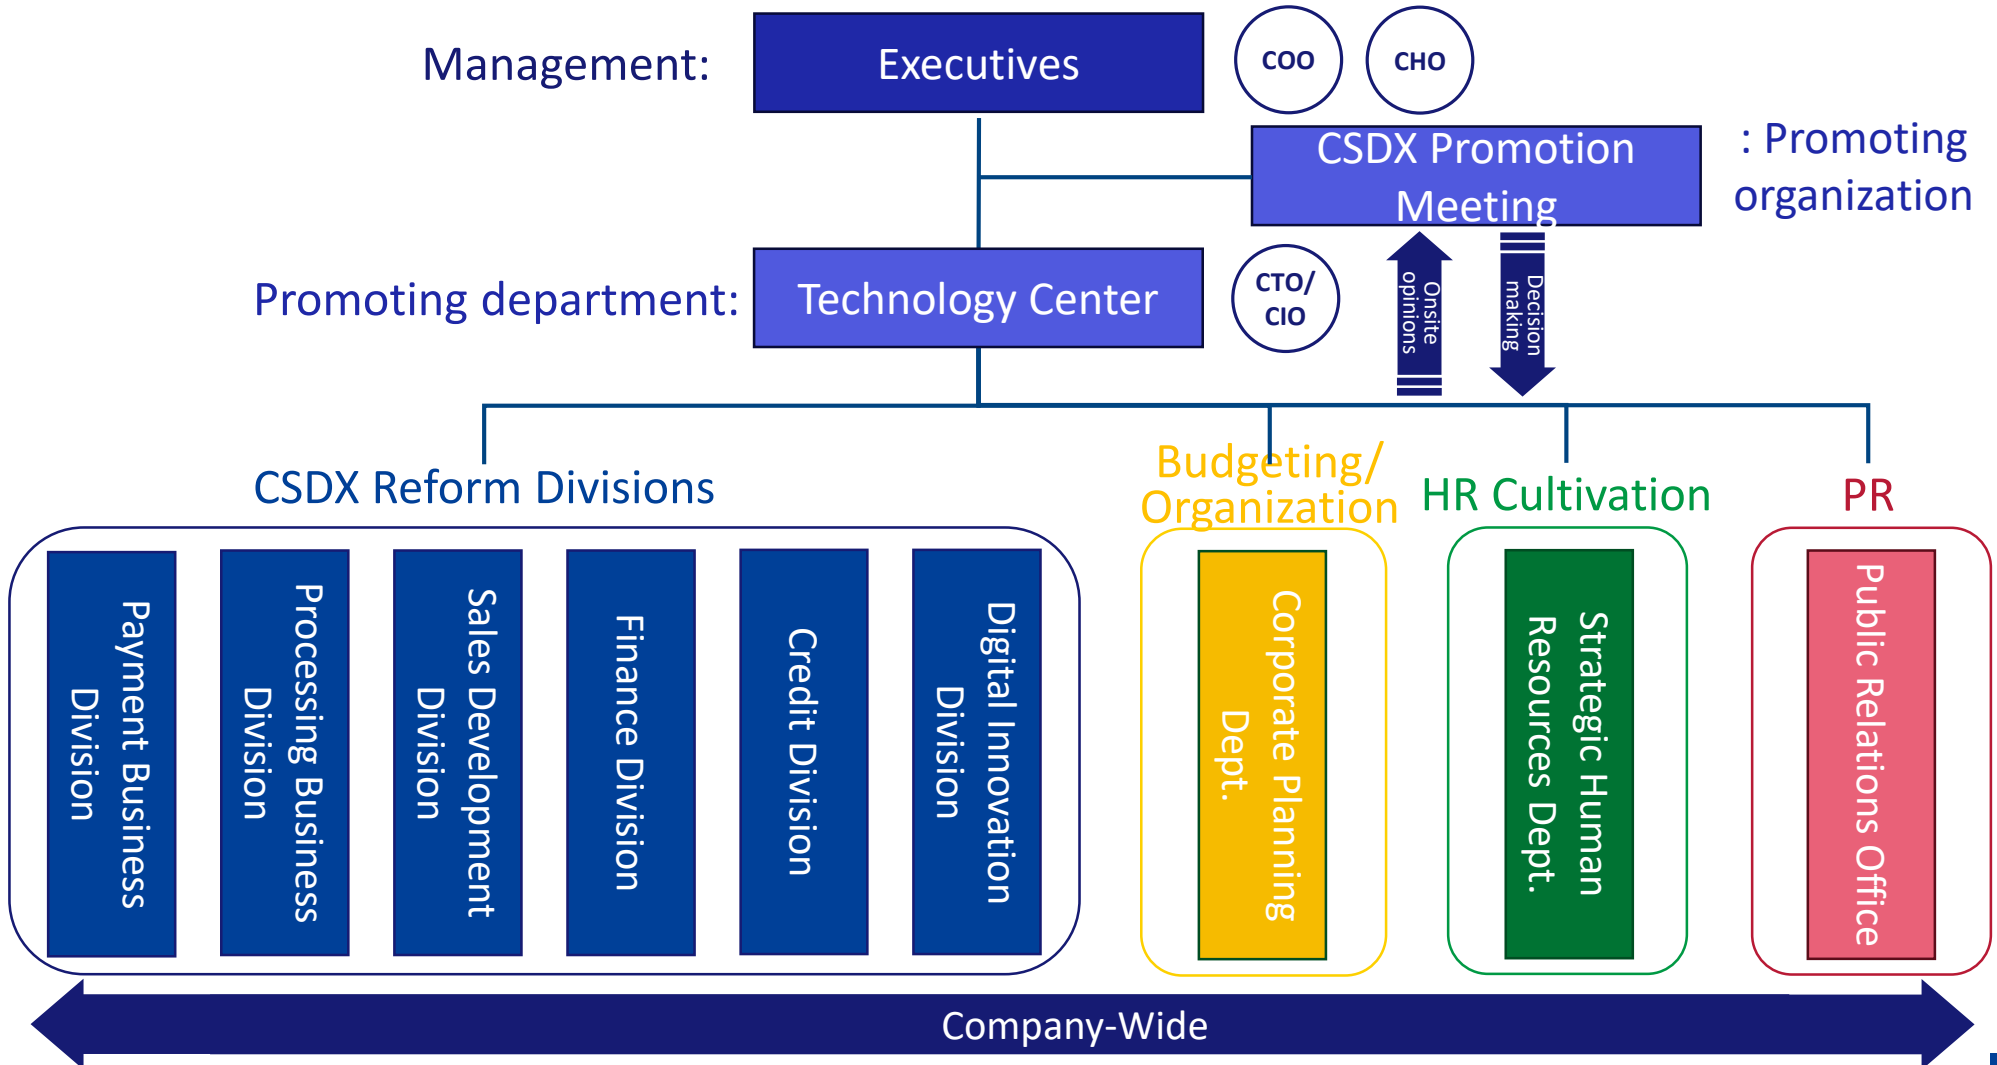 Management:
Executives
COO
CHO
CSDX Promotion
Meeting
: Promoting
organization
Promoting department:
Technology Center
CTO/
CIO
Onsite
opinions
Decision
making
CSDX Reform Divisions
Budgeting/
Organization
HR Cultivation
PR
Payment Business
Division
Processing Business
Division
Sales Development
Division
Finance Division
Credit Division
Digital Innovation
Division
Corporate Planning
Dept.
Strategic Human
Resources Dept.
Public Relations Office
Company-Wide